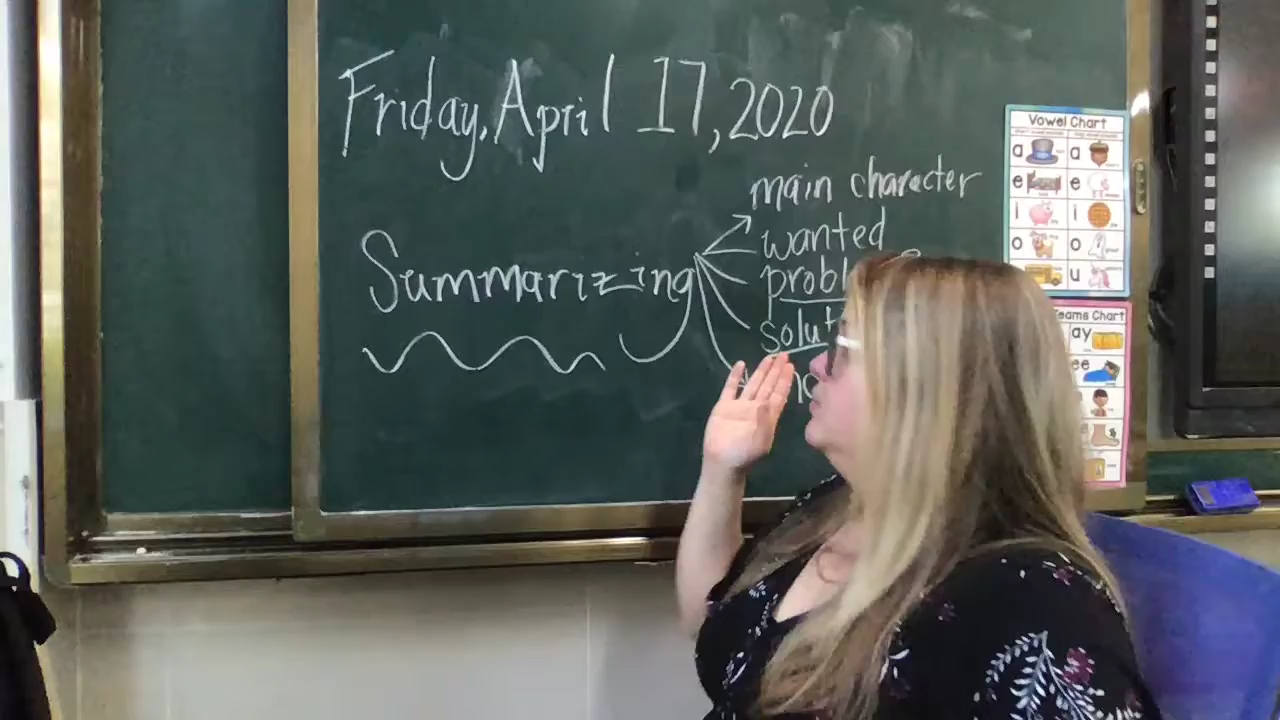 Friday, April 17, 2020
main character
Summarizing
wanted
Vowel Chart
a
a
e
e
i
i
o
o
u
Teams Chart
ay
ee